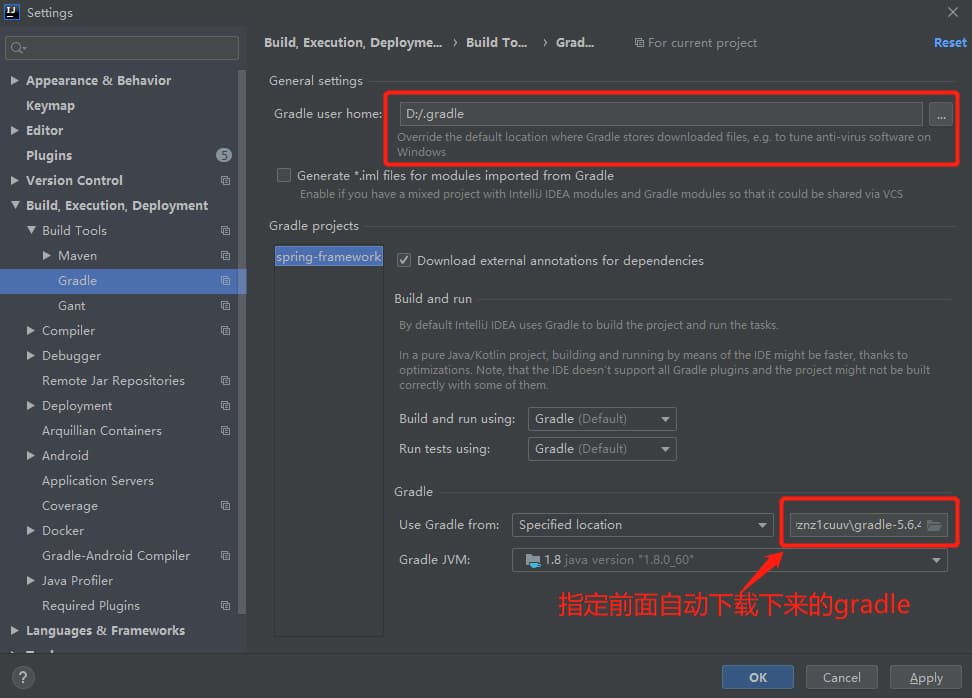 Settings
Appearance & Behavior
Keymap
Editor
Plugins 5
Version Control
Build, Execution, Deployment
Build Tools
Maven
Gradle
Gant
Compiler
Debugger
Remote Jar Repositories
Deployment
Arquillian Containers
Android
Application Servers
Coverage
Docker
Gradle-Android Compiler
Java Profiler
Required Plugins
Languages & Frameworks
Build, Execution, Deployme... › Build To... › Grad... For current project Reset
General settings
Gradle user home: D:/.gradle ...
Override the default location where Gradle stores downloaded files, e.g. to tune anti-virus software on
Windows
Generate *.iml files for modules imported from Gradle
Enable if you have a mixed project with IntelliJ IDEA modules and Gradle modules so that it could be shared via VCS
Gradle projects
spring-framework
Download external annotations for dependencies
Build and run
By default IntelliJ IDEA uses Gradle to build the project and run the tasks.
In a pure Java/Kotlin project, building and running by means of the IDE might be faster, thanks to
optimizations. Note, that the IDE doesn't support all Gradle plugins and the project might not be built
correctly with some of them.
Build and run using: Gradle (Default)
Run tests using: Gradle (Default)
Gradle
Use Gradle from: Specified location znz1cuuv\gradle-5.6.4
Gradle JVM: 1.8 java version "1.8.0_60"
指定前面自动下载下来的gradle
? OK Cancel Apply